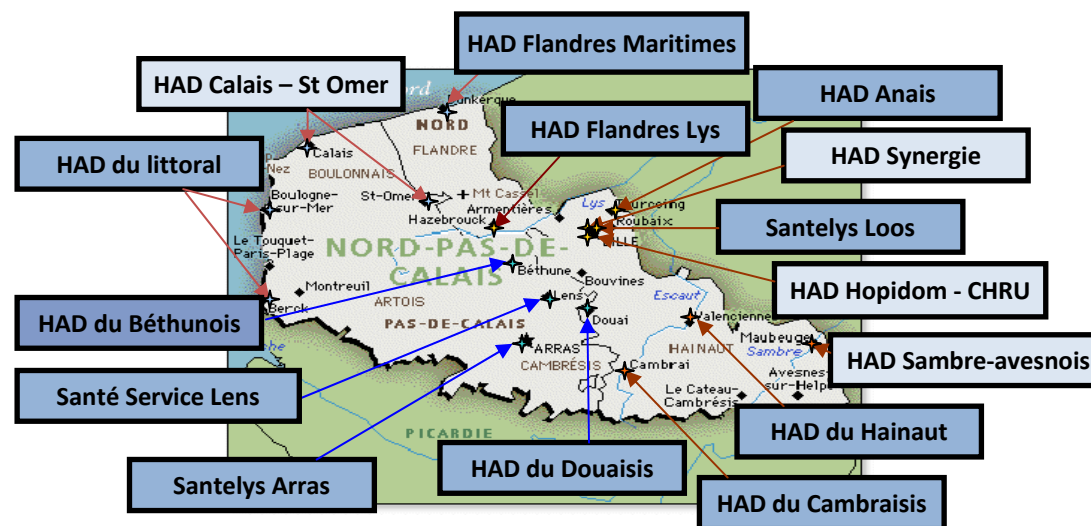 HAD Flandres Maritimes
HAD Calais – St Omer
HAD Anais
HAD Flandres Lys
HAD Synergie
HAD du littoral
Santelys Loos
HAD Hopidom - CHRU
HAD du Béthunois
HAD Sambre-avesnois
Santé Service Lens
HAD du Hainaut
HAD du Douaisis
Santelys Arras
HAD du Cambraisis
Dunkerque
NORD
FLANDRE
Calais
BOULONNAIS
Nez
Boulogne-
sur-Mer
St-Omer
Mt Cassel
Hazebrouck
Armentières
Lys
Tourcoing
Roubaix
LILLE
Le Touquet-
Paris-Plage
NORD-PAS-DE-
CALAIS
Béthune
Bouvines
Montreuil
ARTOIS
Berck
Lens
Escaut
PAS-DE-CALAIS
Douai
Valenciennes
ARRAS
CAMBRÉSIS
HAINAUT
Maubeuge
Sambre
Cambrai
Avesnes-
sur-Helpe
Le Cateau-
Cambrésis
PICARDIE